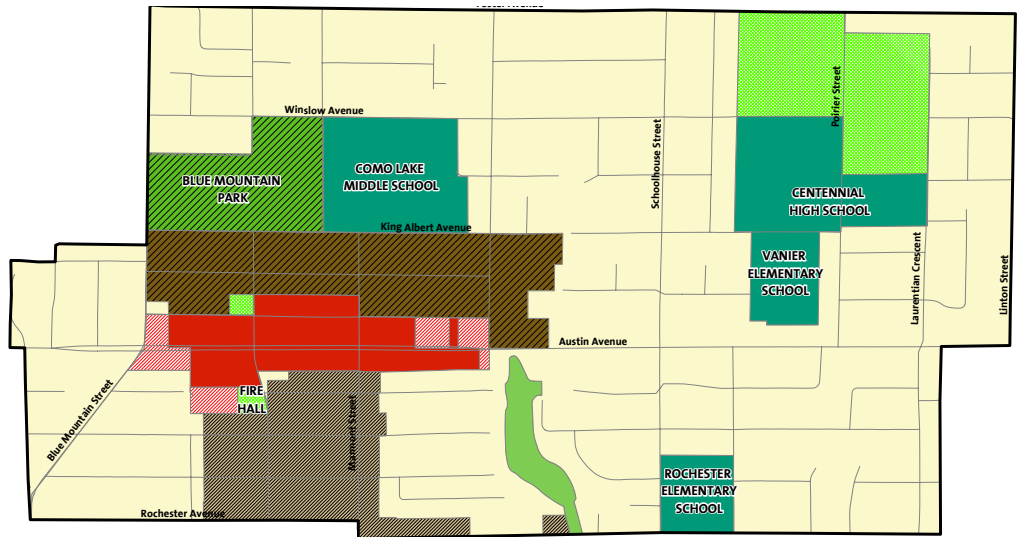 Winslow Avenue
Poirier Street
Schoolhouse Street
BLUE MOUNTAIN
PARK
COMO LAKE
MIDDLE SCHOOL
CENTENNIAL
HIGH SCHOOL
King Albert Avenue
VANIER
ELEMENTARY
SCHOOL
Laurentian Crescent
Linton Street
Austin Avenue
FIRE
HALL
Blue Mountain Street
Marmont Street
ROCHESTER
ELEMENTARY
SCHOOL
Rochester Avenue